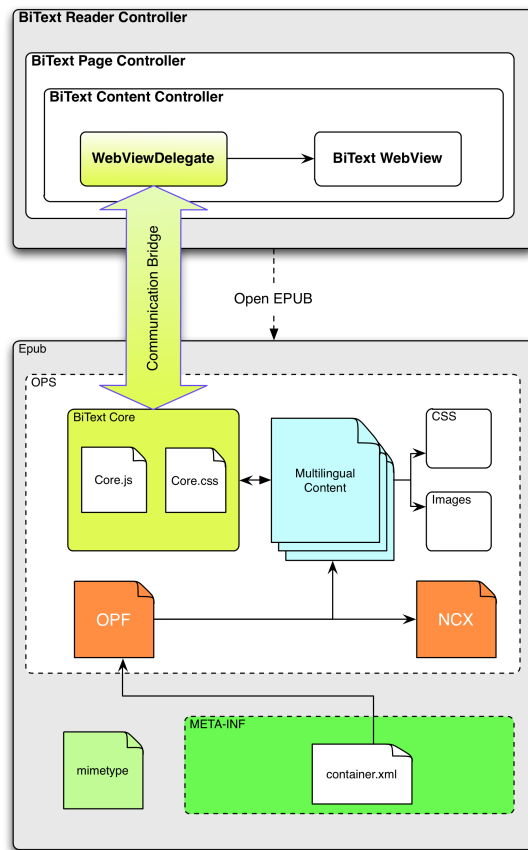 BiText Reader Controller
BiText Page Controller
BiText Content Controller
WebViewDelegate
BiText WebView
Communication Bridge
Open EPUB
Epub
OPS
BiText Core
Core.js
Core.css
Multilingual
Content
CSS
Images
OPF
NCX
META-INF
mimetype
container.xml